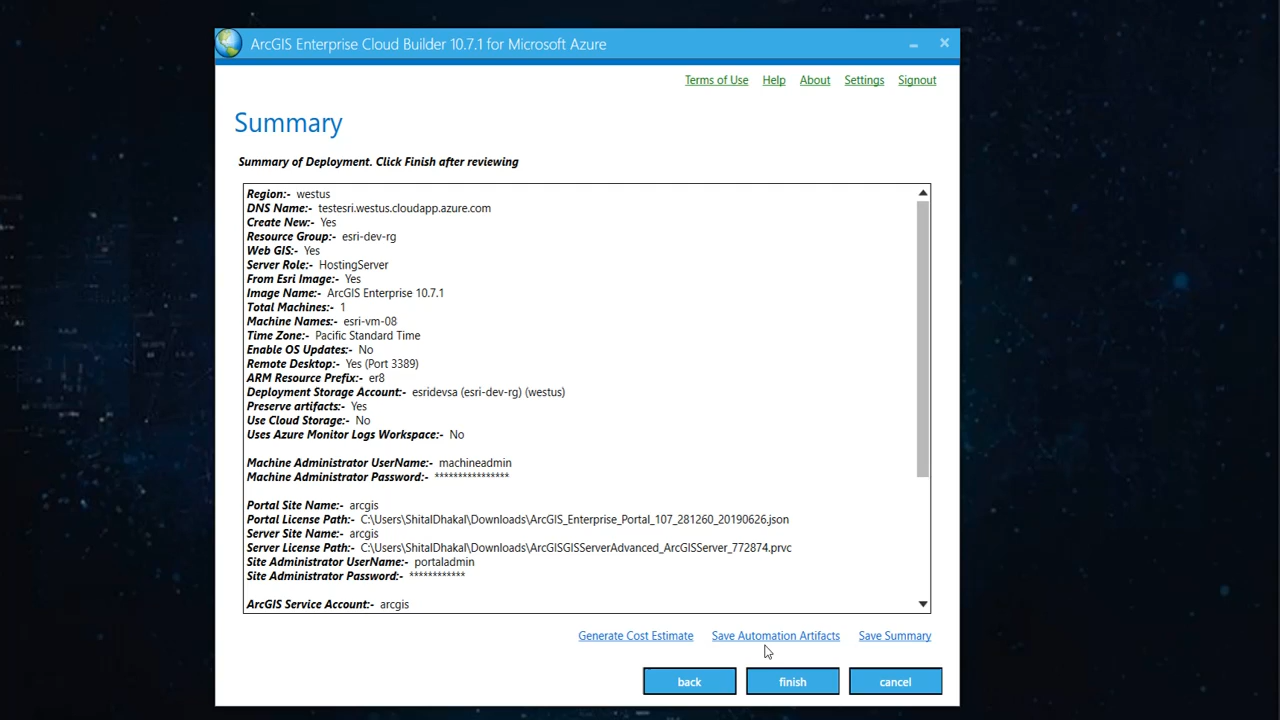 ArcGIS Enterprise Cloud Builder 10.7.1 for Microsoft Azure
Terms of Use Help About Settings Signout
Summary
Summary of Deployment. Click Finish after reviewing
Region:- westus
DNS Name:- testesri.westus.cloudapp.azure.com
Create New:- Yes
Resource Group:- esri-dev-rg
Web GIS:- Yes
Server Role:- HostingServer
From Esri Image:- Yes
Image Name:- ArcGIS Enterprise 10.7.1
Total Machines:- 1
Machine Names:- esri-vm-08
Time Zone:- Pacific Standard Time
Enable OS Updates:- No
Remote Desktop:- Yes (Port 3389)
ARM Resource Prefix:- er8
Deployment Storage Account:- esridevsa (esri-dev-rg) (westus)
Preserve artifacts:- Yes
Use Cloud Storage:- No
Uses Azure Monitor Logs Workspace:- No
Machine Administrator UserName:- machineadmin
Machine Administrator Password:- ****************
Portal Site Name:- arcgis
Portal License Path:- C:\Users\ShitalDhakal\Downloads\ArcGIS_Enterprise_Portal_107_281260_20190626.json
Server Site Name:- arcgis
Server License Path:- C:\Users\ShitalDhakal\Downloads\ArcGISGISServerAdvanced_ArcGISServer_772874.prvc
Site Administrator UserName:- portaladmin
Site Administrator Password:- ************
ArcGIS Service Account:- arcgis
Generate Cost Estimate Save Automation Artifacts Save Summary
back finish cancel